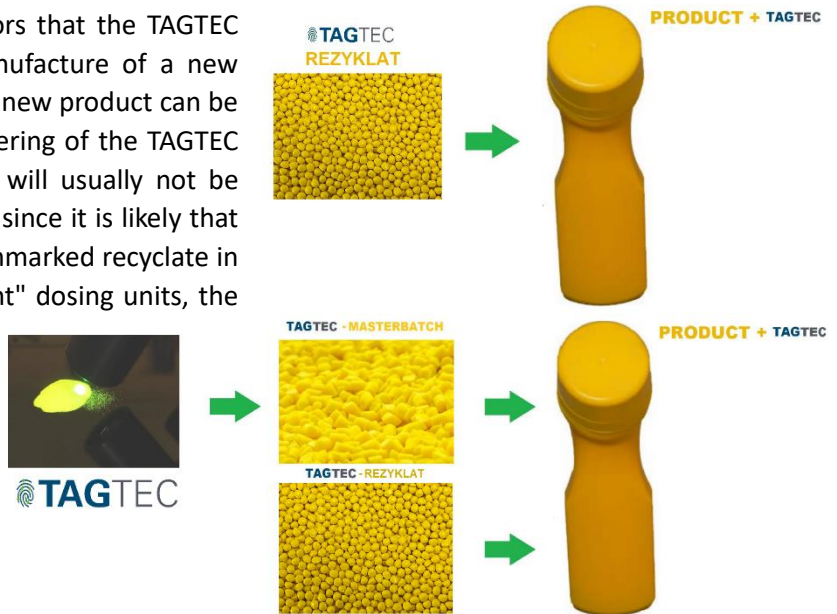 ors that the TAGTEC
nufacture of a new
new product can be
ering of the TAGTEC
will usually not be
since it is likely that
nmarked recyclate in
nt" dosing units, the
TAGTEC
REZYKLAT
PRODUCT + TAGTEC
TAGTEC
TAGTEC - MASTERBATCH
TAGTEC - REZYKLAT
PRODUCT + TAGTEC